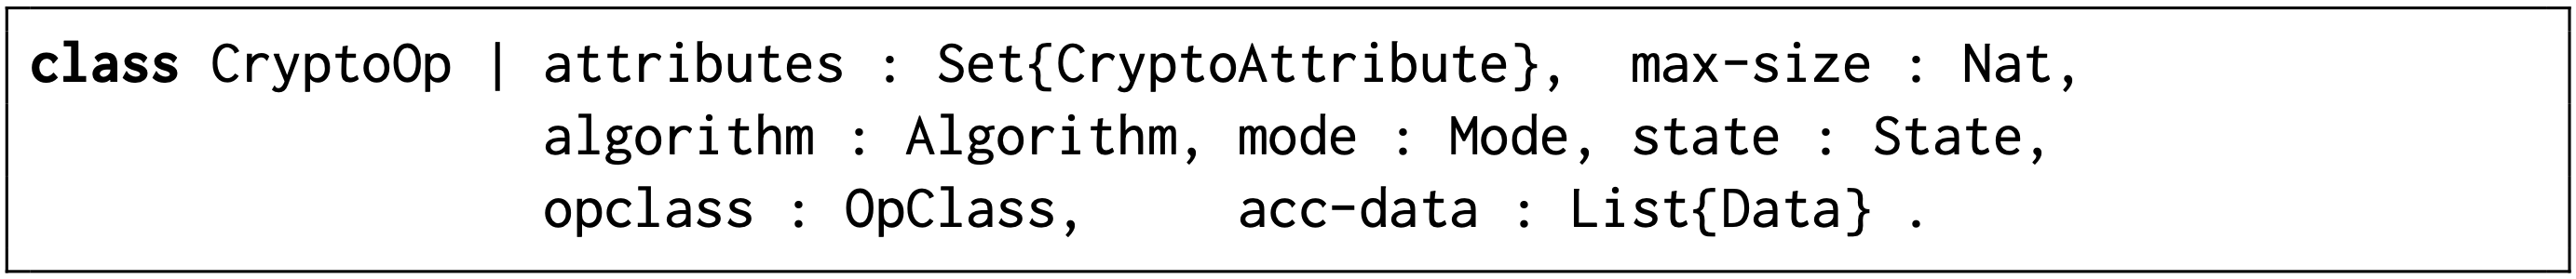 class CryptoOp | attributes : Set{CryptoAttribute}, max-size : Nat,
algorithm : Algorithm, mode : Mode, state : State,
opclass : OpClass, acc-data : List{Data} .